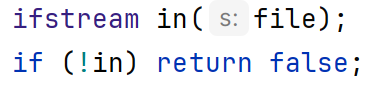 ifstream in( s: file);
if (!in) return false;